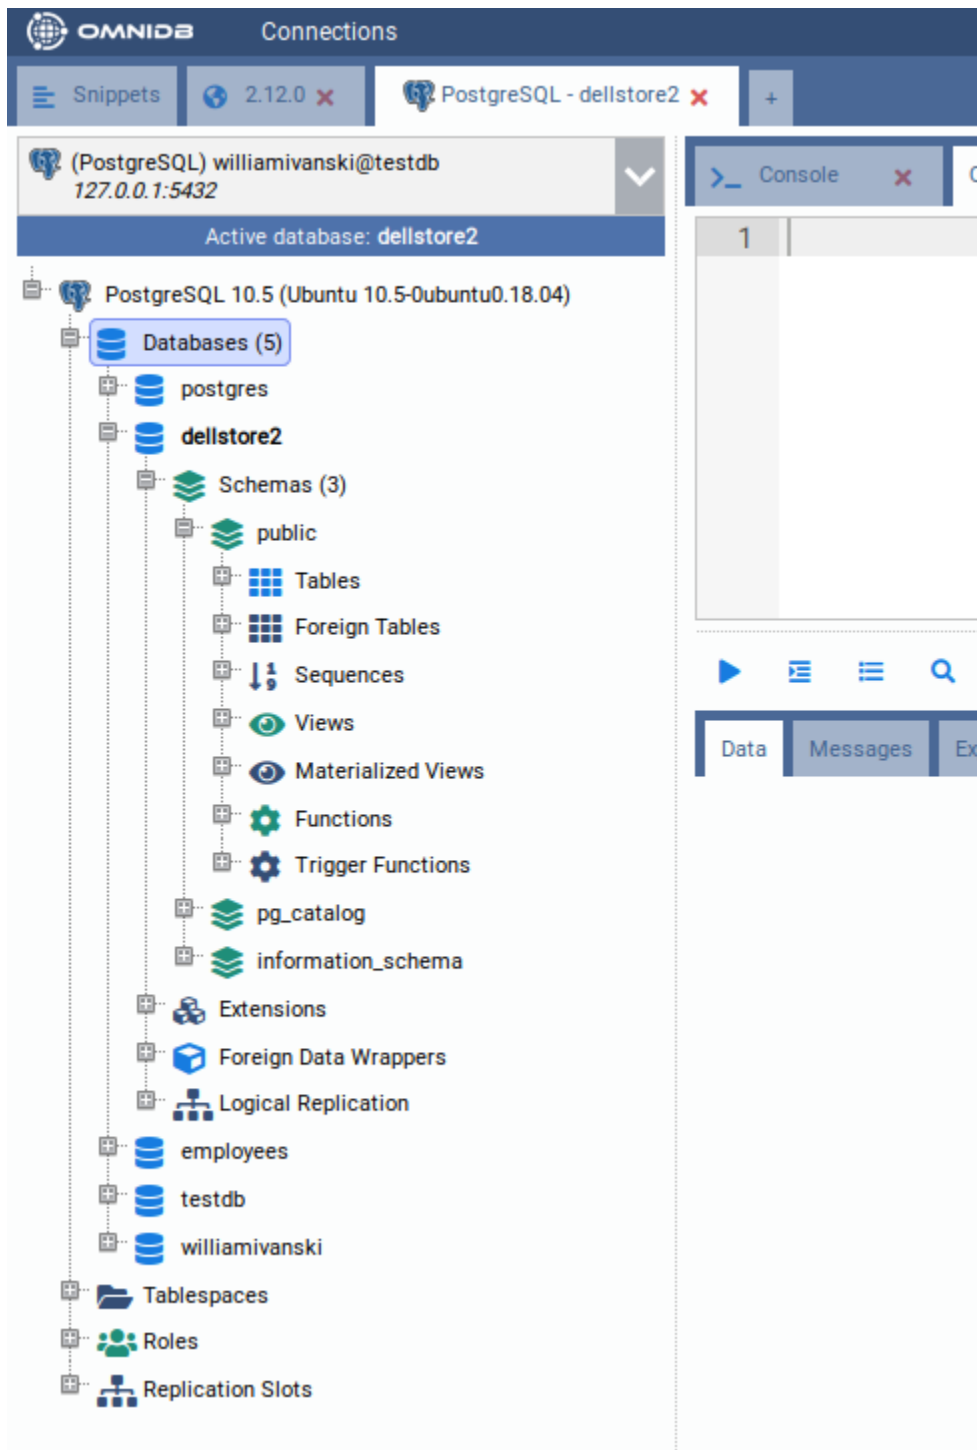 OMNIDB Connections
Snippets 2.12.0 PostgreSQL - dellstore2 +
(PostgreSQL) williamivanski@testdb
127.0.0.1:5432
Active database: dellstore2
PostgreSQL 10.5 (Ubuntu 10.5-0ubuntu0.18.04)
Databases (5)
postgres
dellstore2
Schemas (3)
public
Tables
Foreign Tables
Sequences
Views
Materialized Views
Functions
Trigger Functions
pg_catalog
information_schema
Extensions
Foreign Data Wrappers
Logical Replication
employees
testdb
williamivanski
Tablespaces
Roles
Replication Slots
Console
1
Data Messages Ex